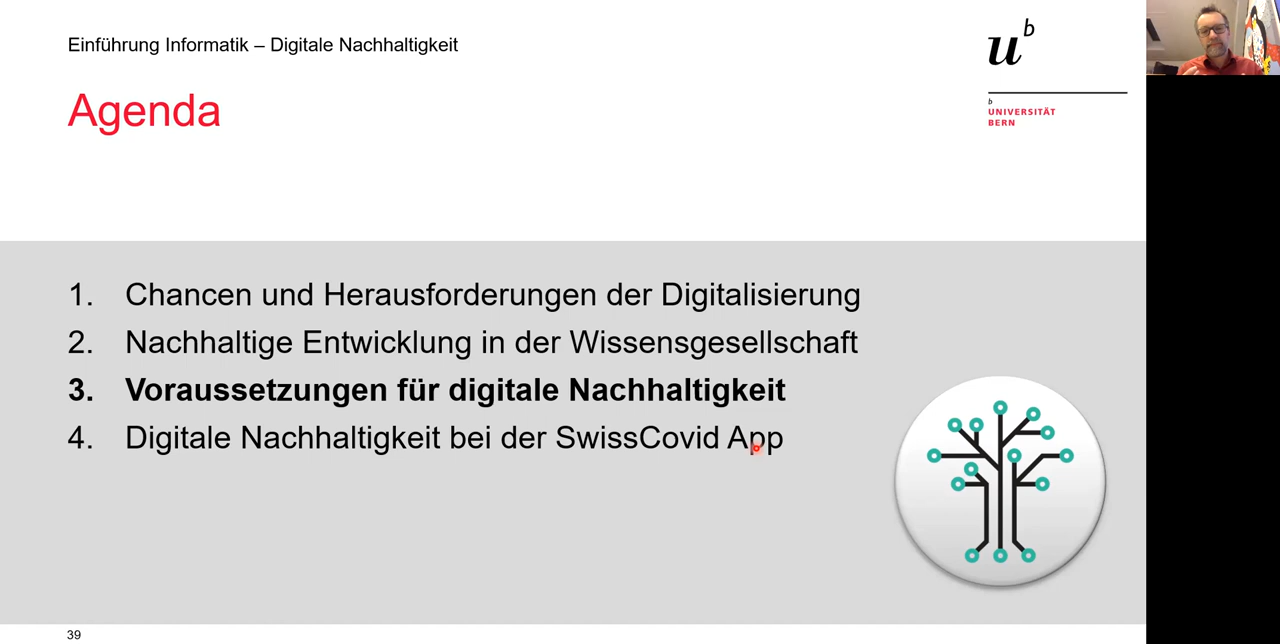 Einführung Informatik – Digitale Nachhaltigkeit
Agenda
u b
b
UNIVERSITÄT
BERN
1. Chancen und Herausforderungen der Digitalisierung
2. Nachhaltige Entwicklung in der Wissensgesellschaft
3. Voraussetzungen für digitale Nachhaltigkeit
4. Digitale Nachhaltigkeit bei der SwissCovid App
39